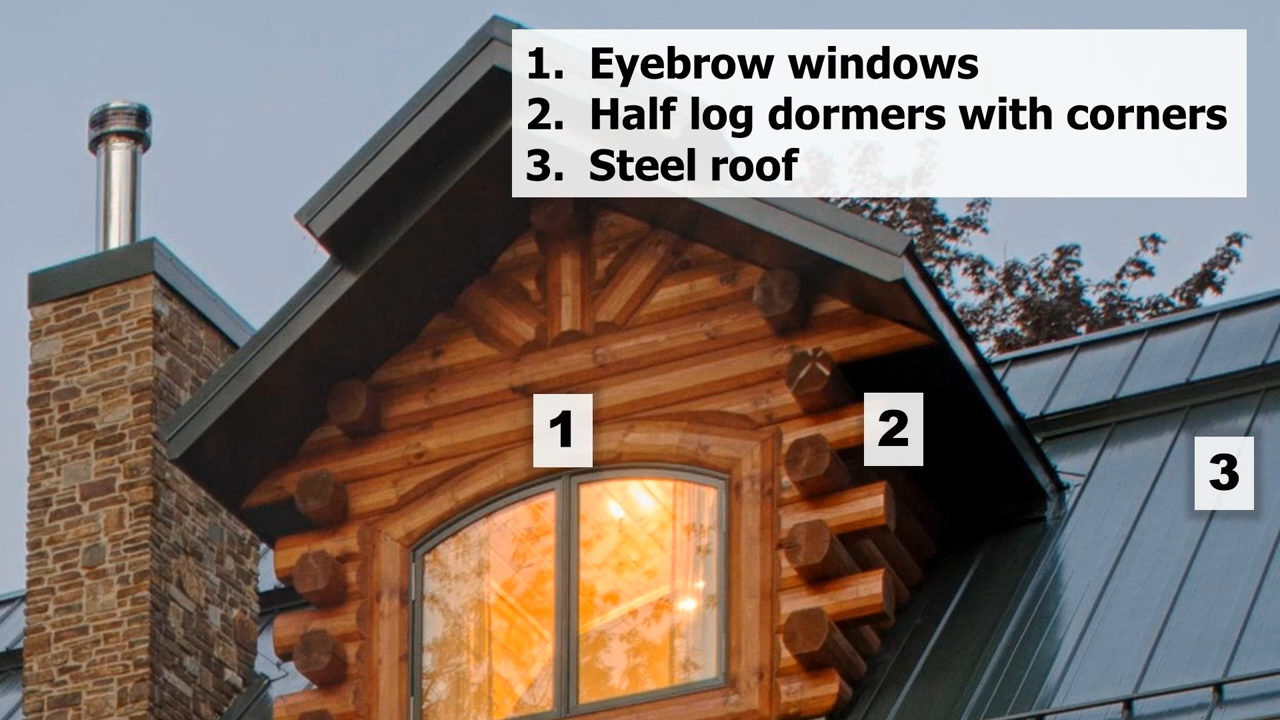 1. Eyebrow windows
2. Half log dormers with corners
3. Steel roof
1
2
3